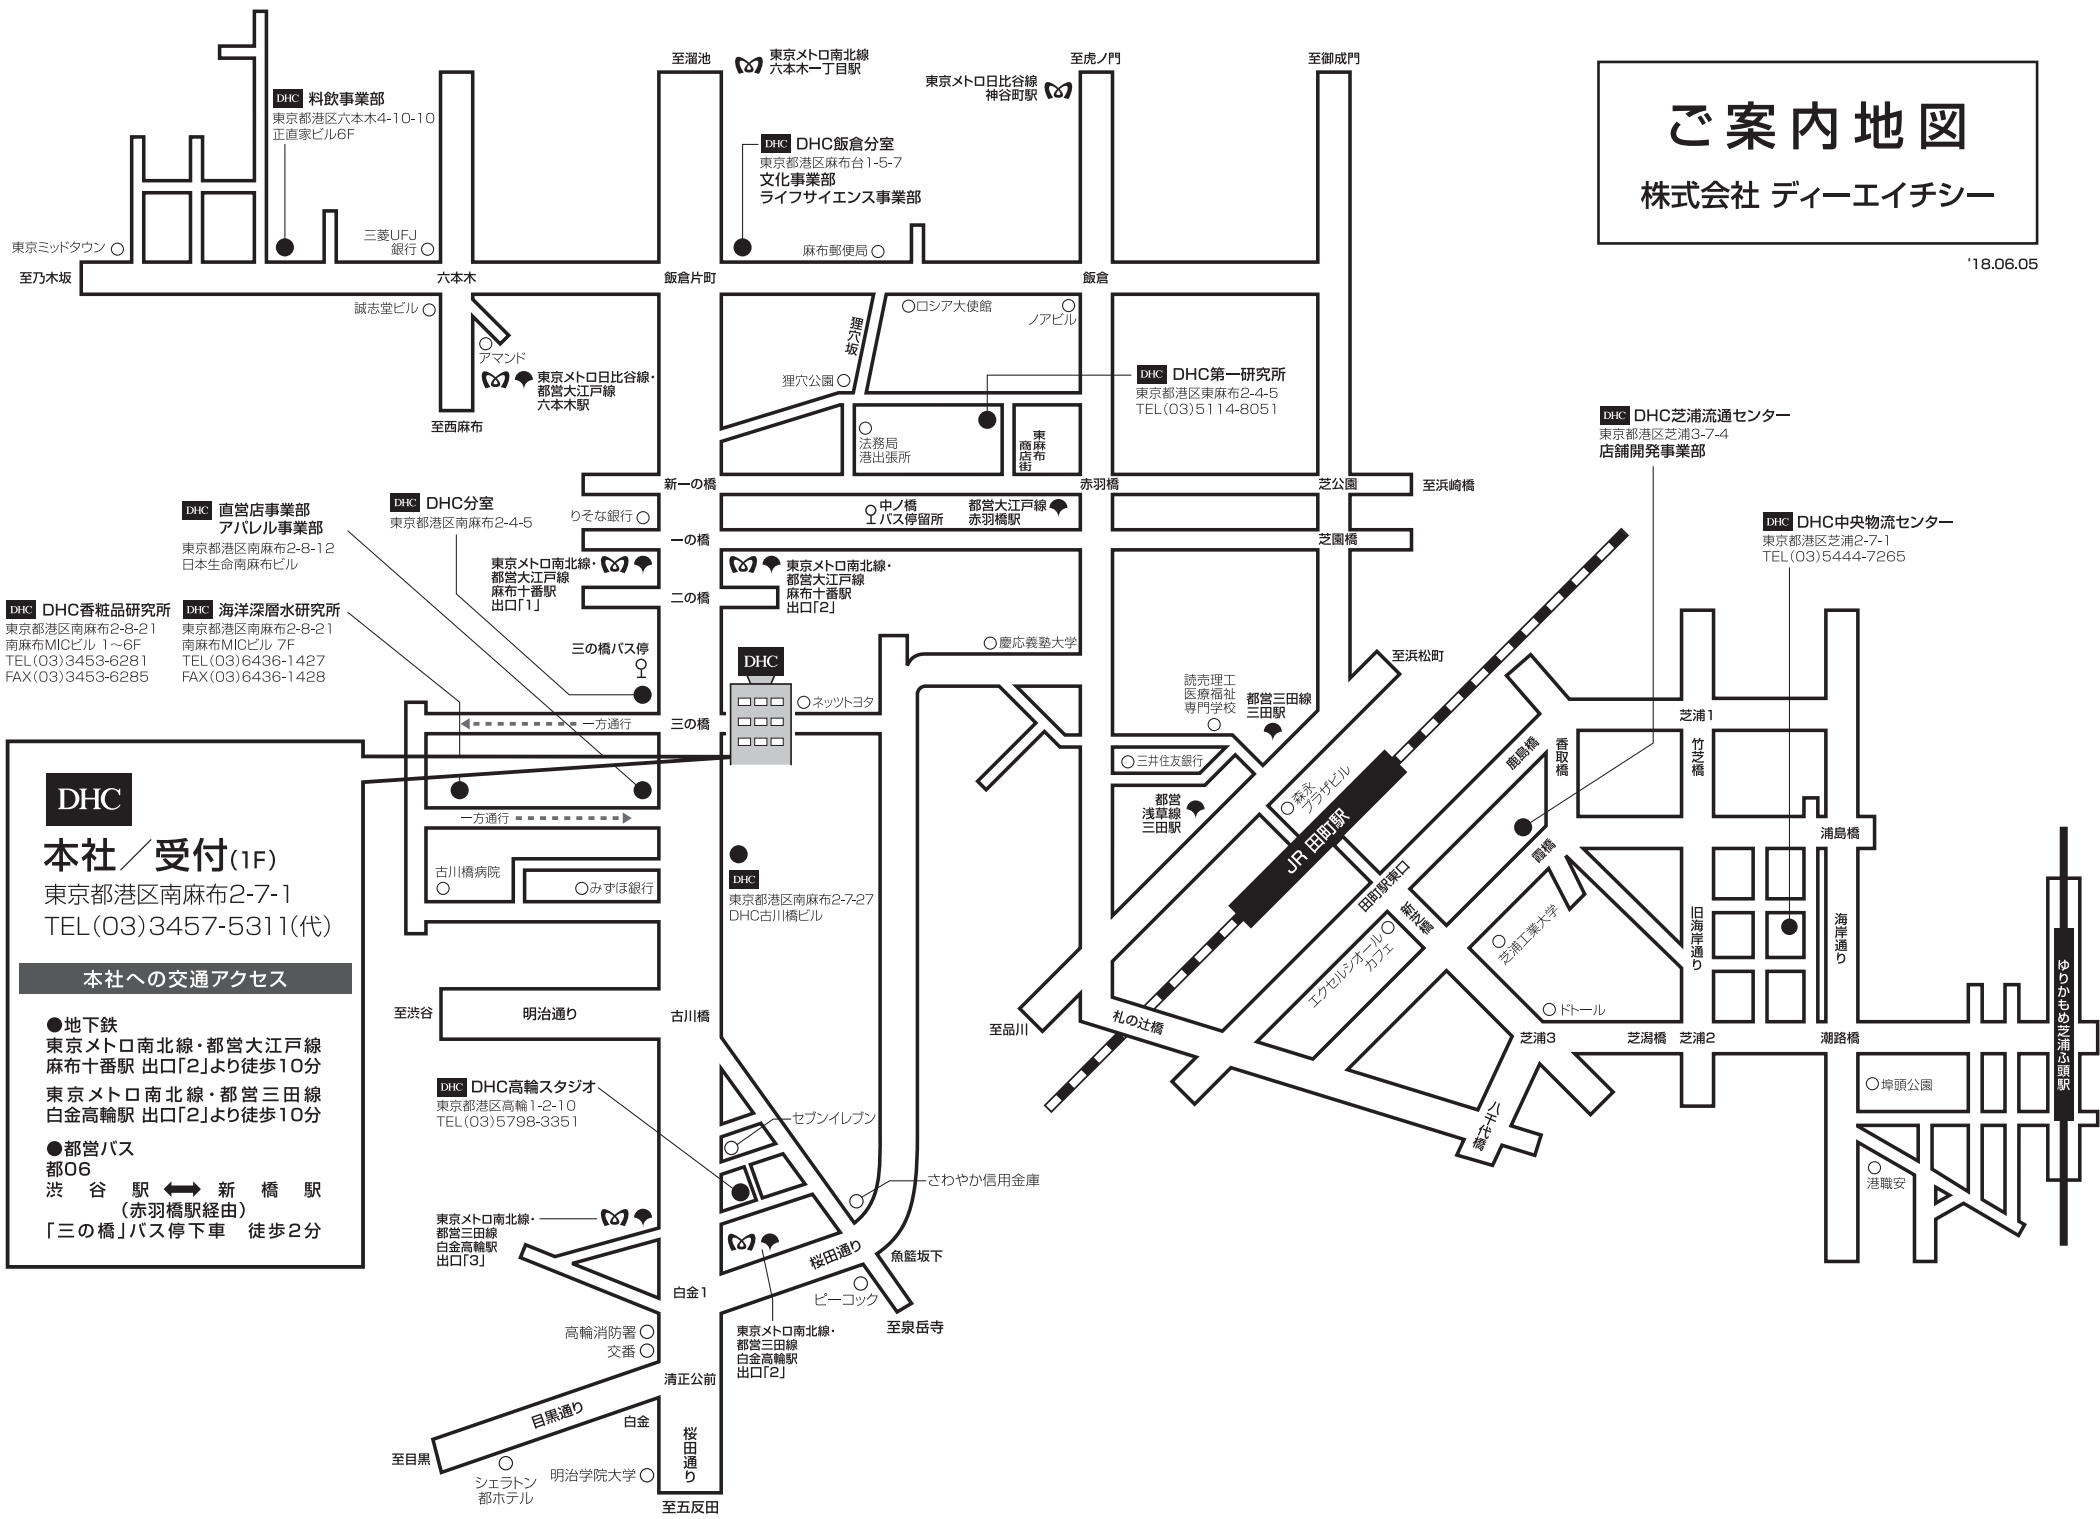 ご案内地図
株式会社 ディーエイチシー
'18.06.05
至溜池
東京メトロ南北線
六本木一丁目駅
至虎ノ門
東京メトロ日比谷線
神谷町駅
至御成門
DHC 料飲事業部
東京都港区六本木4-10-10
正直家ビル6F
DHC DHC飯倉分室
東京都港区麻布台1-5-7
文化事業部
ライフサイエンス事業部
東京ミッドタウン
三菱UFJ
銀行
麻布郵便局
至乃木坂
六本木
飯倉片町
飯倉
誠志堂ビル
アマンド
東京メトロ日比谷線・
都営大江戸線
六本木駅
至西麻布
狸穴坂
ロシア大使館
ノアビル
狸穴公園
DHC DHC第一研究所
東京都港区東麻布2-4-5
TEL(03)5114-8051
法務局
港出張所
東麻布
商店街
DHC DHC芝浦流通センター
東京都港区芝浦3-7-4
店舗開発事業部
新一の橋
赤羽橋
芝公園
至浜崎橋
DHC 直営店事業部
アパレル事業部
東京都港区南麻布2-8-12
日本生命南麻布ビル
DHC DHC分室
東京都港区南麻布2-4-5
りそな銀行
中ノ橋
バス停留所
都営大江戸線
赤羽橋駅
DHC DHC中央物流センター
東京都港区芝浦2-7-1
TEL(03)5444-7265
一の橋
芝園橋
東京メトロ南北線・
都営大江戸線
麻布十番駅
出口「1」
東京メトロ南北線・
都営大江戸線
麻布十番駅
出口「2」
二の橋
DHC DHC香粧品研究所
東京都港区南麻布2-8-21
南麻布MICビル 1〜6F
TEL(03)3453-6281
FAX(03)3453-6285
DHC 海洋深層水研究所
東京都港区南麻布2-8-21
南麻布MICビル 7F
TEL(03)6436-1427
FAX(03)6436-1428
三の橋バス停
DHC
慶応義塾大学
至浜松町
ネッツトヨタ
読売理工
医療福祉
専門学校
都営三田線
三田駅
一方通行
三の橋
芝浦1
三井住友銀行
鹿島橋
香取橋
竹芝橋
DHC
本社／受付(1F)
東京都港区南麻布2-7-1
TEL(03)3457-5311(代)
本社への交通アクセス
●地下鉄
東京メトロ南北線・都営大江戸線
麻布十番駅 出口「2」より徒歩10分
東京メトロ南北線・都営三田線
白金高輪駅 出口「2」より徒歩10分
●都営バス
都06
渋谷駅 ⬌ 新橋駅
(赤羽橋駅経由)
「三の橋」バス停下車 徒歩2分
一方通行
都営
浅草線
三田駅
森永
プラザビル
JR 田町駅
浦島橋
霞橋
古川橋病院
みずほ銀行
DHC
東京都港区南麻布2-7-27
DHC古川橋ビル
田町駅東口
新芝橋
エクセルシオール
カフェ
芝浦工業大学
旧海岸通り
海岸通り
ゆりかもめ芝浦ふ頭駅
至渋谷
明治通り
古川橋
至品川
札の辻橋
ドトール
芝浦3
芝潟橋
芝浦2
潮路橋
DHC DHC高輪スタジオ
東京都港区高輪1-2-10
TEL(03)5798-3351
セブンイレブン
八千代橋
埠頭公園
さわやか信用金庫
港職安
東京メトロ南北線・
都営三田線
白金高輪駅
出口「3」
桜田通り
魚籃坂下
白金1
ピーコック
至泉岳寺
高輪消防署
交番
東京メトロ南北線・
都営三田線
白金高輪駅
出口「2」
清正公前
目黒通り
白金
桜田通り
至目黒
シェラトン
都ホテル
明治学院大学
至五反田